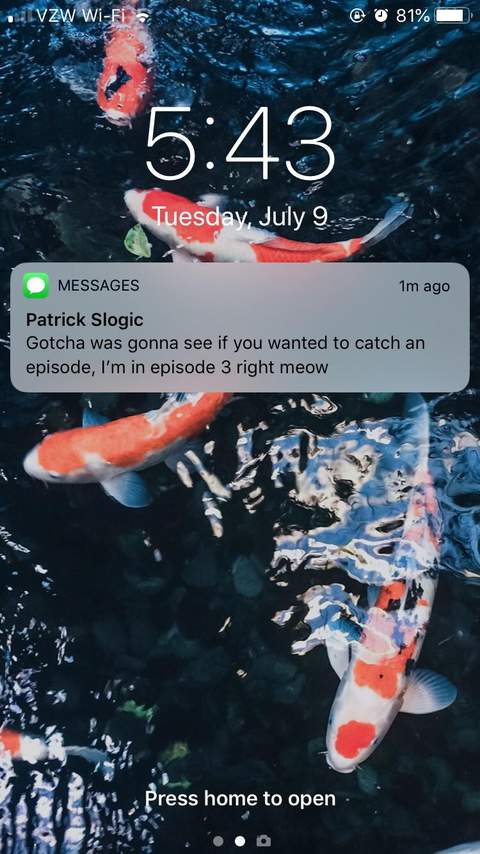 VZW Wi-Fi 81%
5:43
Tuesday, July 9
MESSAGES 1m ago
Patrick Slogic
Gotcha was gonna see if you wanted to catch an
episode, I’m in episode 3 right meow
Press home to open